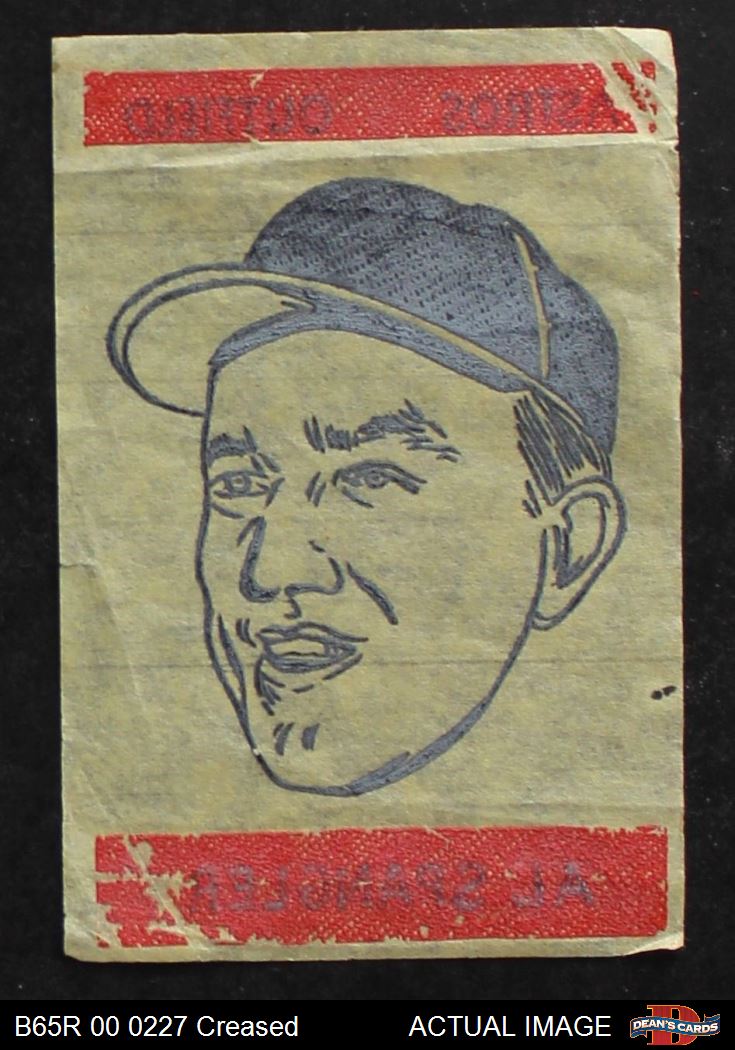 ASTROS OUTFIELD
AL SPANGLER
B65R 00 0227 Creased ACTUAL IMAGE DEAN'S CARDS